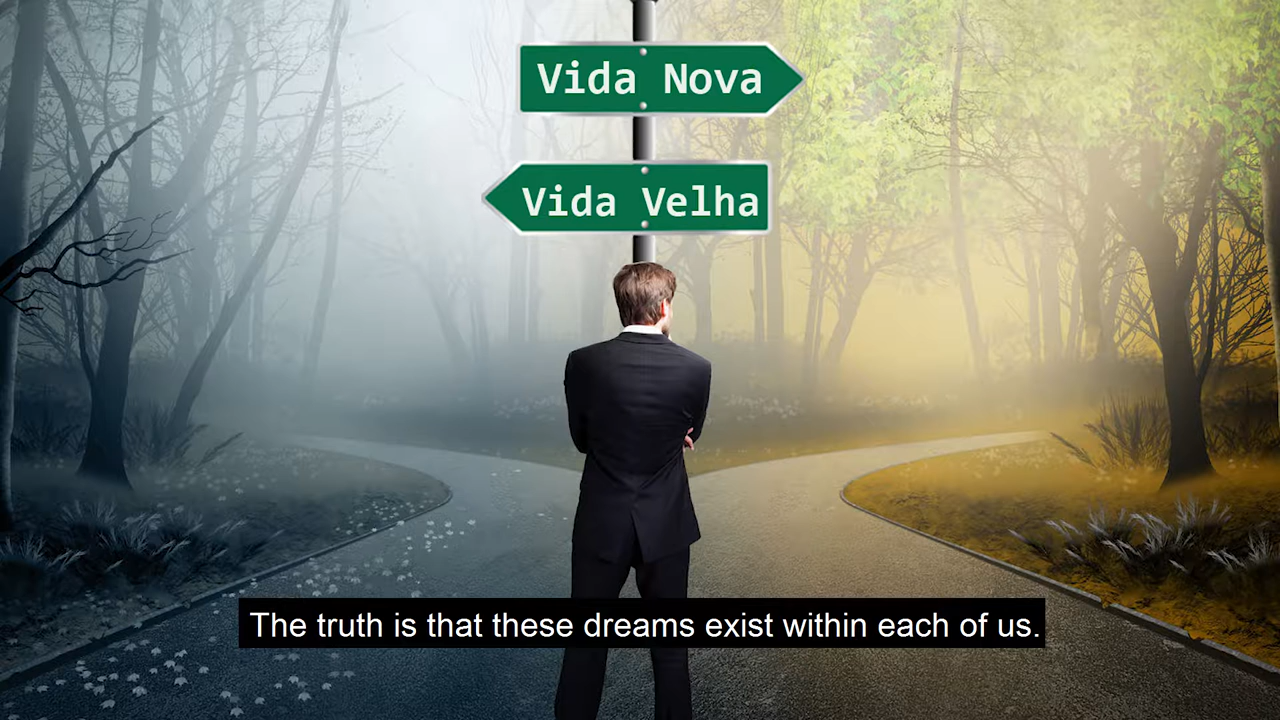 Vida Nova
Vida Velha
The truth is that these dreams exist within each of us.